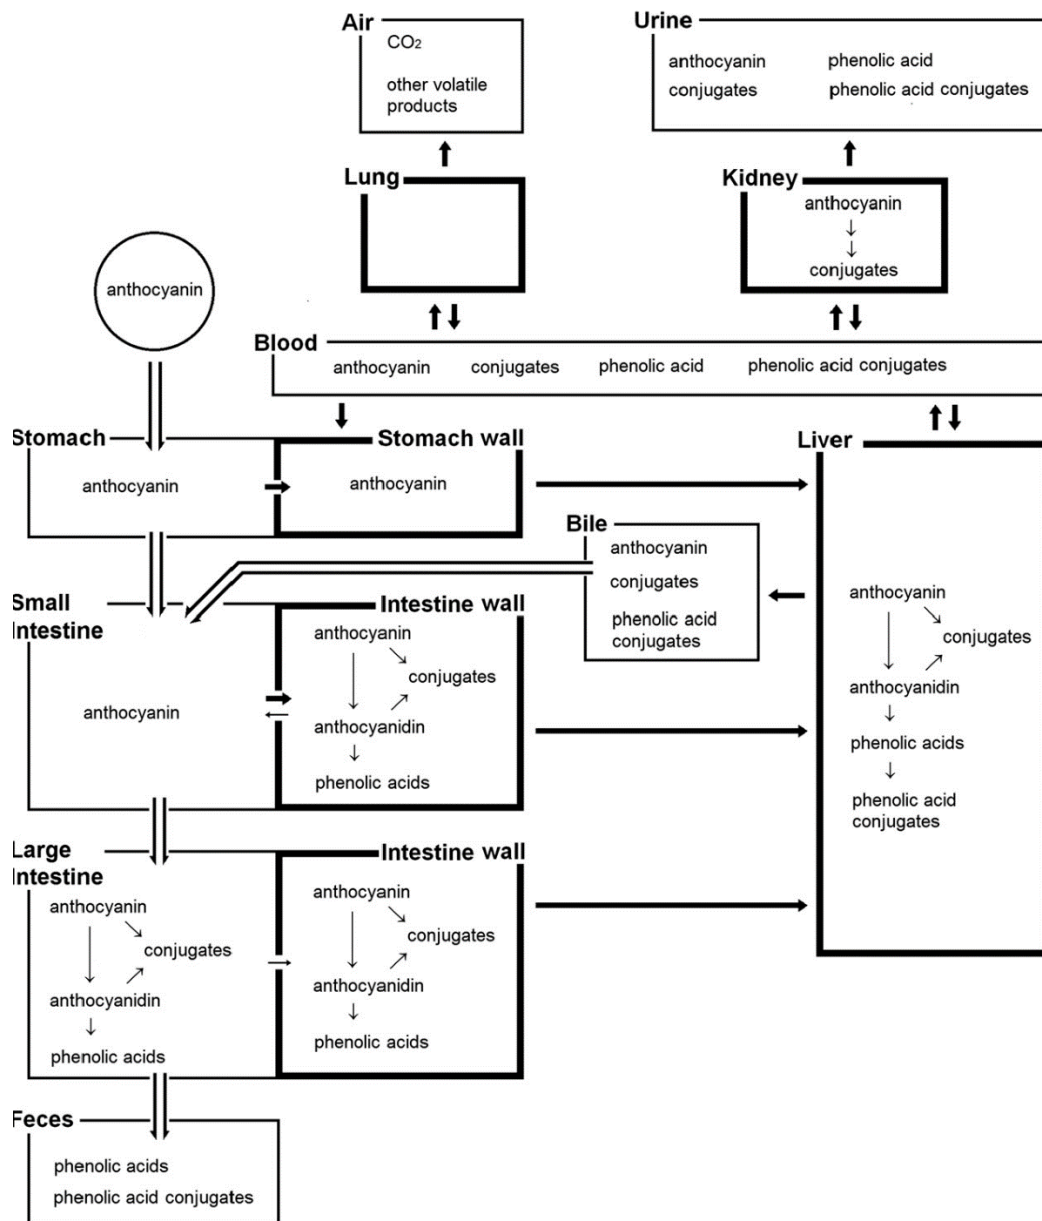 Air
CO2
other volatile
products
Urine
anthocyanin
conjugates
phenolic acid
phenolic acid conjugates
Lung
Kidney
anthocyanin
conjugates
anthocyanin
Blood
anthocyanin
conjugates
phenolic acid
phenolic acid conjugates
Stomach
anthocyanin
Stomach wall
anthocyanin
Liver
anthocyanin
conjugates
anthocyanidin
phenolic acids
phenolic acid
conjugates
Bile
anthocyanin
conjugates
phenolic acid
conjugates
Small
Intestine
anthocyanin
Intestine wall
anthocyanin
conjugates
anthocyanidin
phenolic acids
Large
Intestine
anthocyanin
conjugates
anthocyanidin
phenolic acids
Intestine wall
anthocyanin
conjugates
anthocyanidin
phenolic acids
Feces
phenolic acids
phenolic acid conjugates